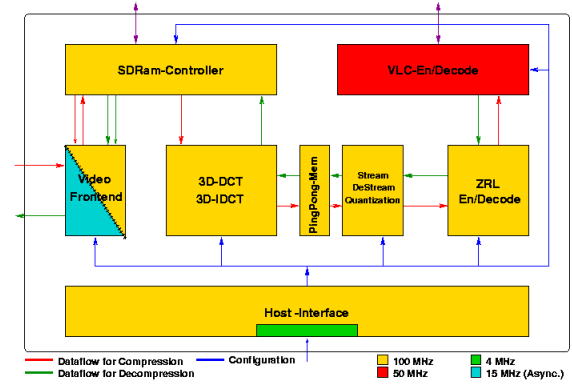 SDRam-Controller
VLC-En/Decode
Video
Frontend
3D-DCT
3D-IDCT
PingPong-Mem
Stream
DeStream
Quantization
ZRL
En/Decode
Host -Interface
Dataflow for Compression
Configuration
100 MHz
4 MHz
Dataflow for Decompression
50 MHz
15 MHz (Async.)